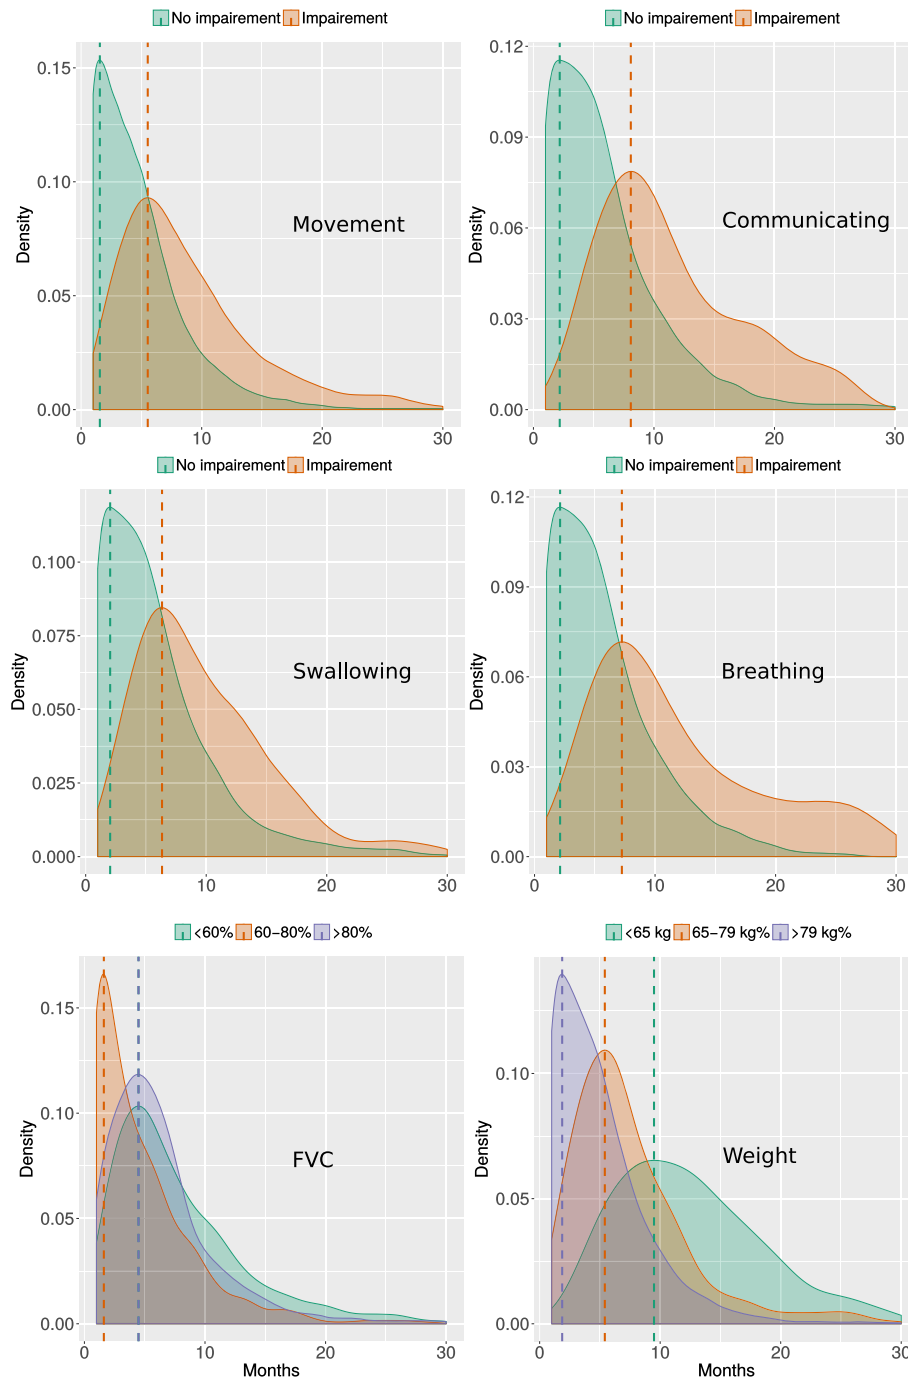 No impairement Impairement
No impairement Impairement
0.15
0.10
0.05
0.00
Density
Movement
0 10 20 30
0.12
0.09
0.06
0.03
0.00
Density
Communicating
0 10 20 30
No impairement Impairement
No impairement Impairement
0.100
0.075
0.050
0.025
0.000
Density
Swallowing
0 10 20 30
0.12
0.09
0.06
0.03
0.00
Density
Breathing
0 10 20 30
<60% 60−80% >80%
<65 kg 65−79 kg% >79 kg%
0.15
0.10
0.05
0.00
Density
FVC
0 10 20 30
Months
0.10
0.05
0.00
Density
Weight
0 10 20 30
Months